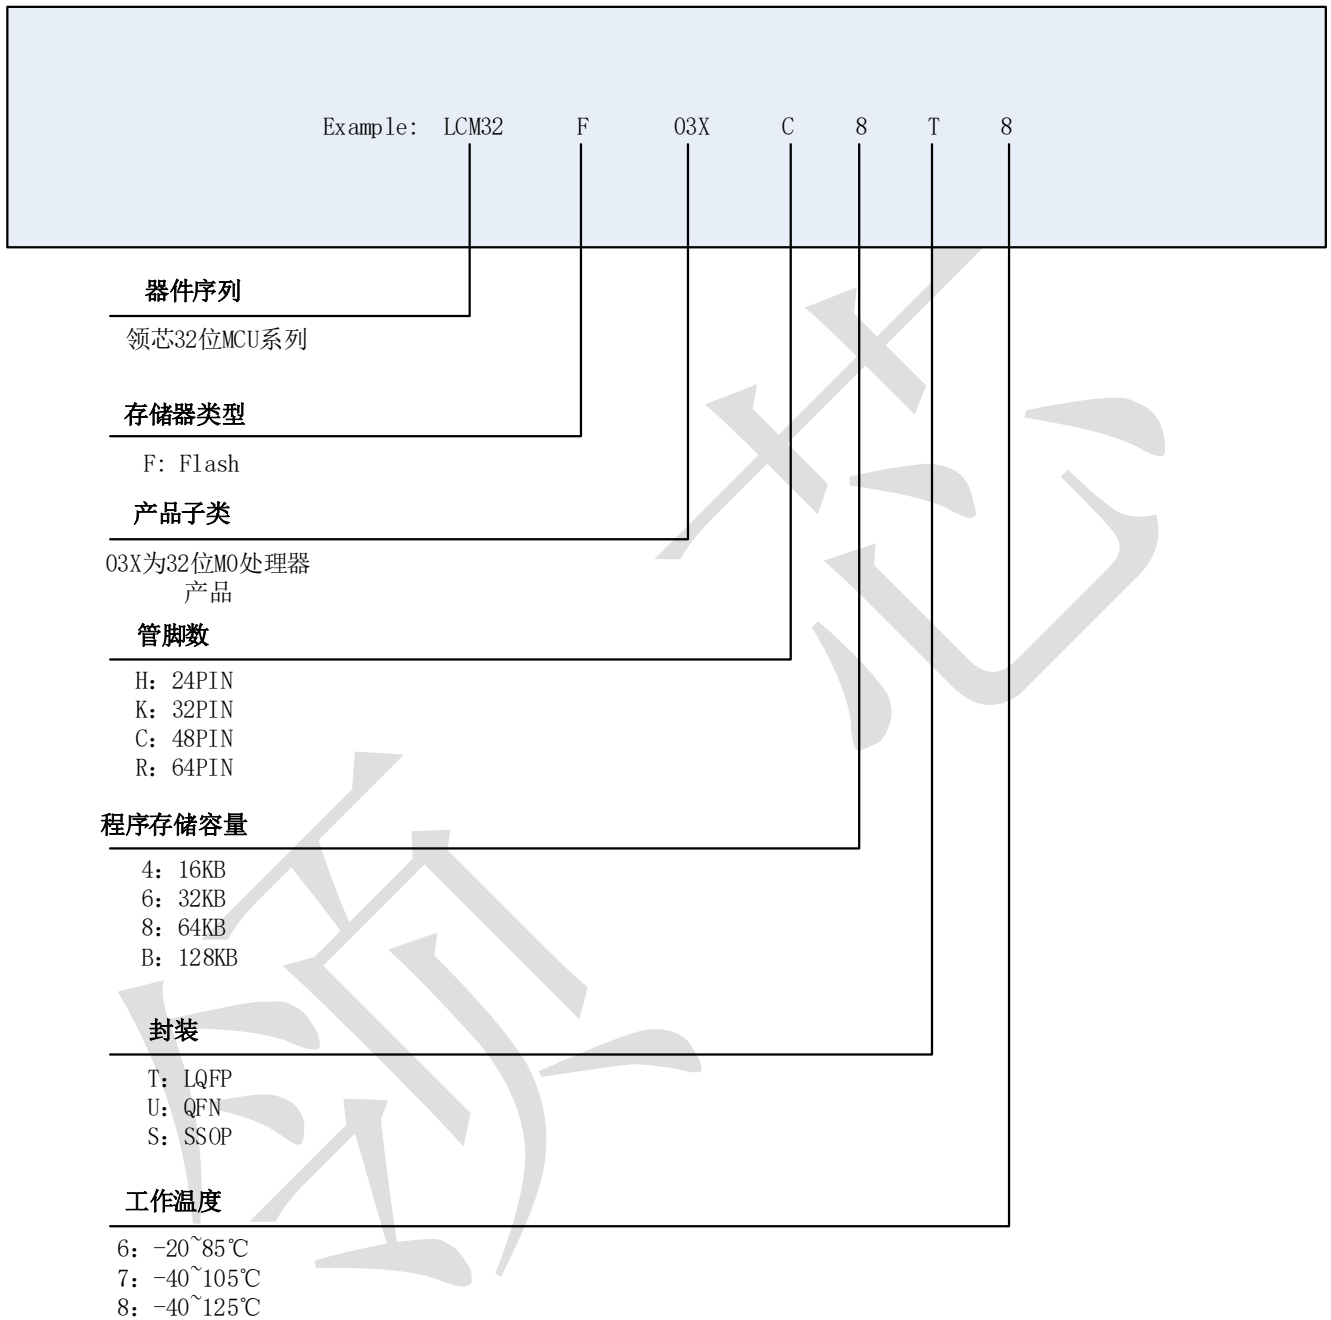 Example: LCM32 F 03X C 8 T 8
器件序列
领芯32位MCU系列
存储器类型
F: Flash
产品子类
03X为32位M0处理器
产品
管脚数
H：24PIN
K：32PIN
C：48PIN
R：64PIN
程序存储容量
4：16KB
6：32KB
8：64KB
B：128KB
封装
T：LQFP
U：QFN
S：SSOP
工作温度
6：-20~85℃
7：-40~105℃
8：-40~125℃
领芯